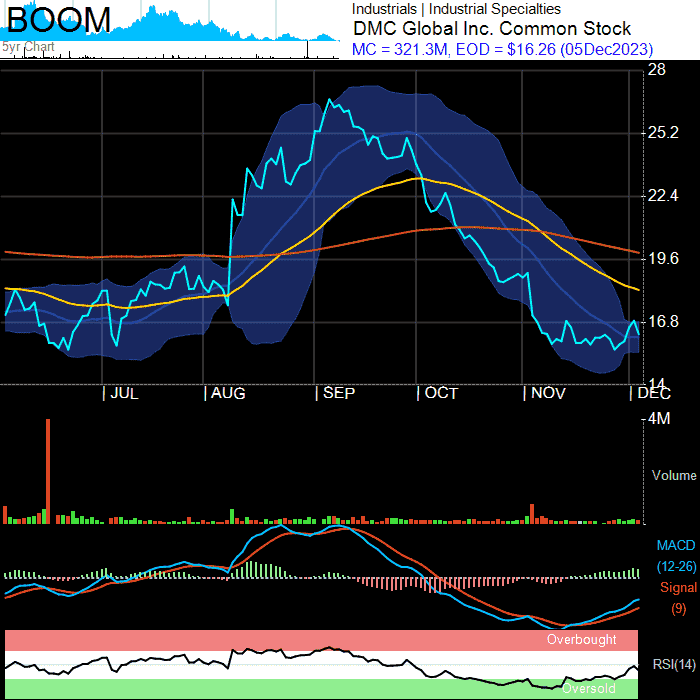 BOOM
5yr Chart
Industrials | Industrial Specialties
DMC Global Inc. Common Stock
MC = 321.3M, EOD = $16.26 (05Dec2023)
28
25.2
22.4
19.6
16.8
14
| JUL | AUG | SEP | OCT | NOV | DEC
4M
Volume
MACD
(12-26)
Signal
(9)
Overbought
RSI(14)
Oversold